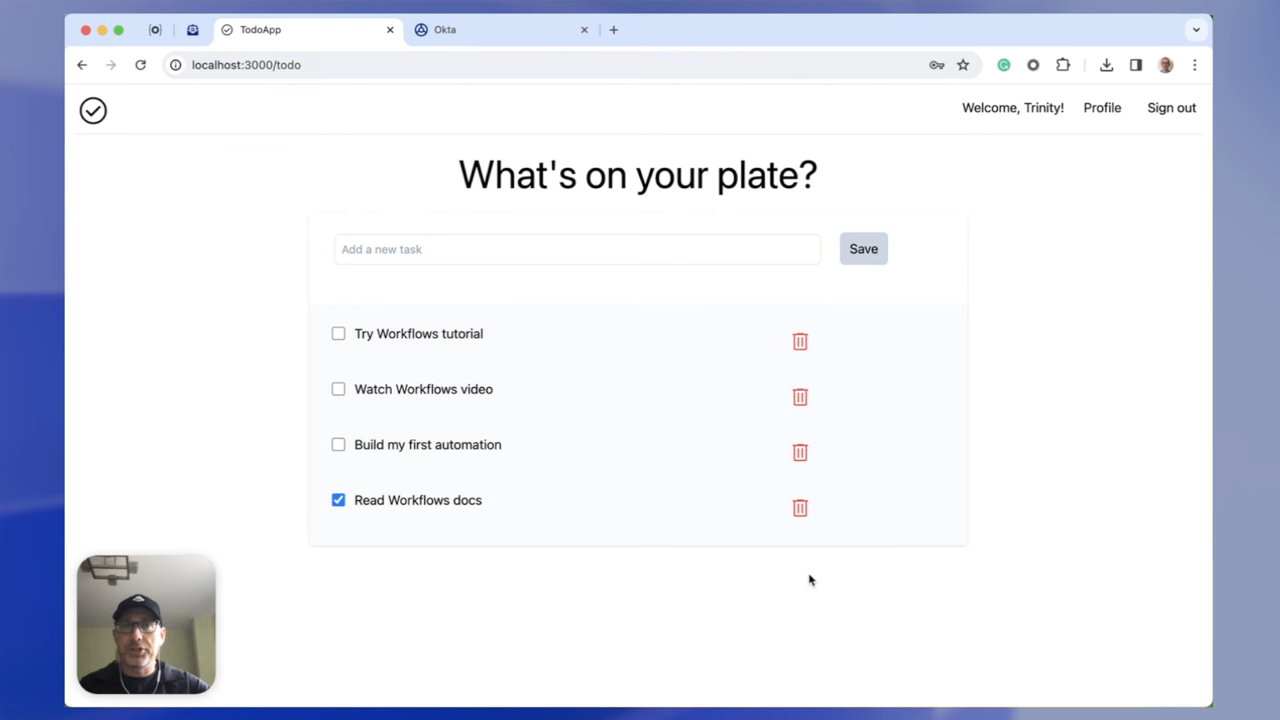 TodoApp
Okta
localhost:3000/todo
Welcome, Trinity! Profile Sign out
What's on your plate?
Add a new task Save
Try Workflows tutorial
Watch Workflows video
Build my first automation
Read Workflows docs